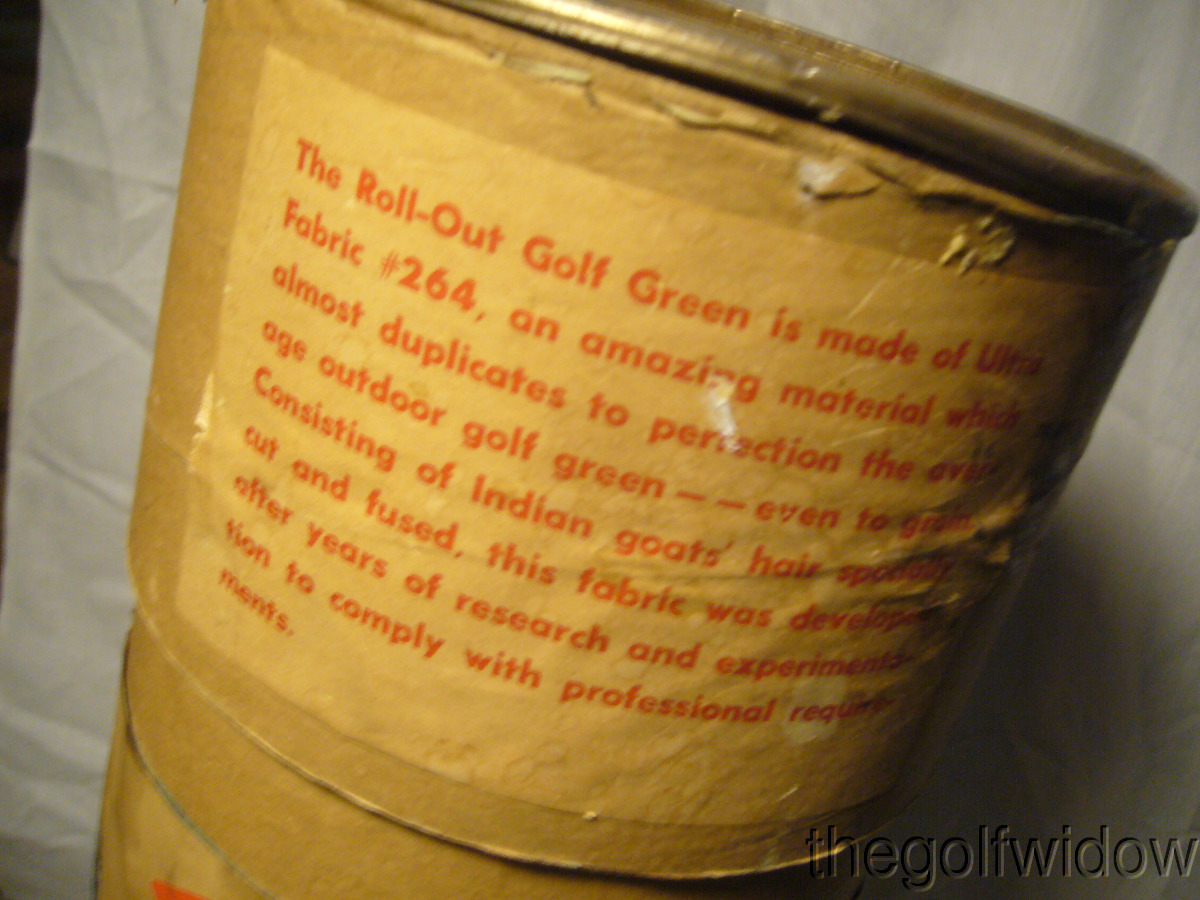 The Roll-Out Golf Green is made of Ultra
Fabric #264, an amazing material which
almost duplicates to perfection the aver-
age outdoor golf green — — even to grain.
Consisting of Indian goats' hair specially
cut and fused, this fabric was developed
after years of research and experimenta-
tion to comply with professional require-
ments.
thegolfwidow